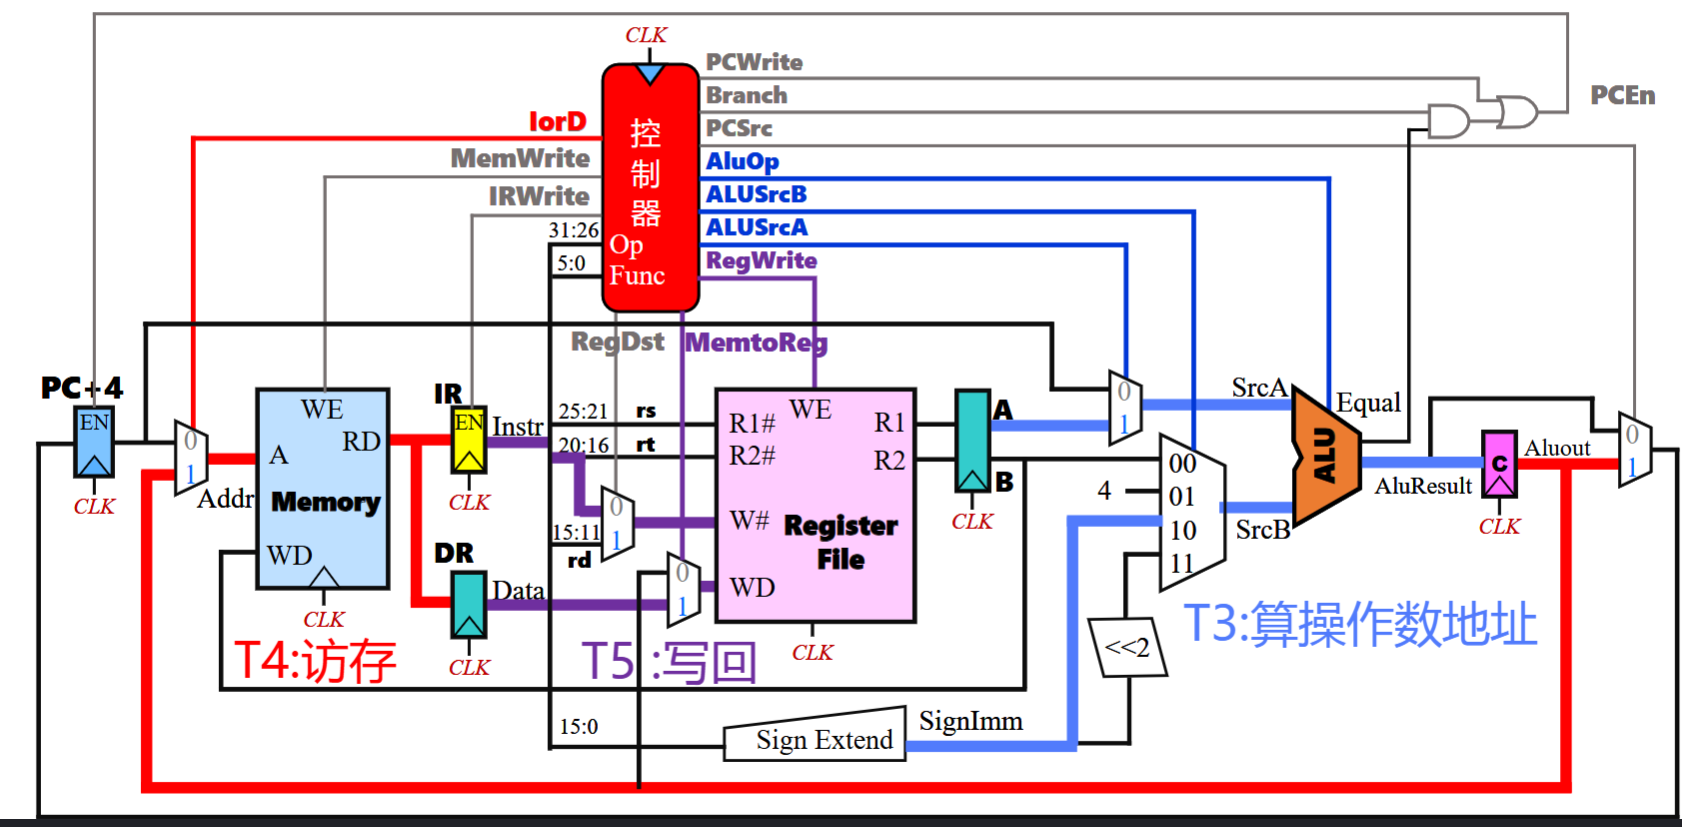 CLK
PCWrite
Branch
PCEn
PCSrc
IorD
控
制
器
MemWrite
AluOp
IRWrite
ALUSrcB
31:26
Op
ALUSrcA
5:0
Func
RegWrite
RegDst
MemtoReg
PC+4
IR
EN
CLK
0
1
Addr
WE
RD
A
Memory
WD
CLK
EN
Instr
CLK
DR
Data
CLK
25:21 rs
20:16 rt
15:11
rd
0
1
0
1
WE
R1#
R1
R2#
R2
W#
Register
File
WD
CLK
A
B
CLK
0
1
4
00
01
10
11
<<2
SrcA
SrcB
ALU
Equal
AluResult
C
CLK
Aluout
0
1
T4:访存
T5 :写回
T3:算操作数地址
15:0
Sign Extend
SignImm